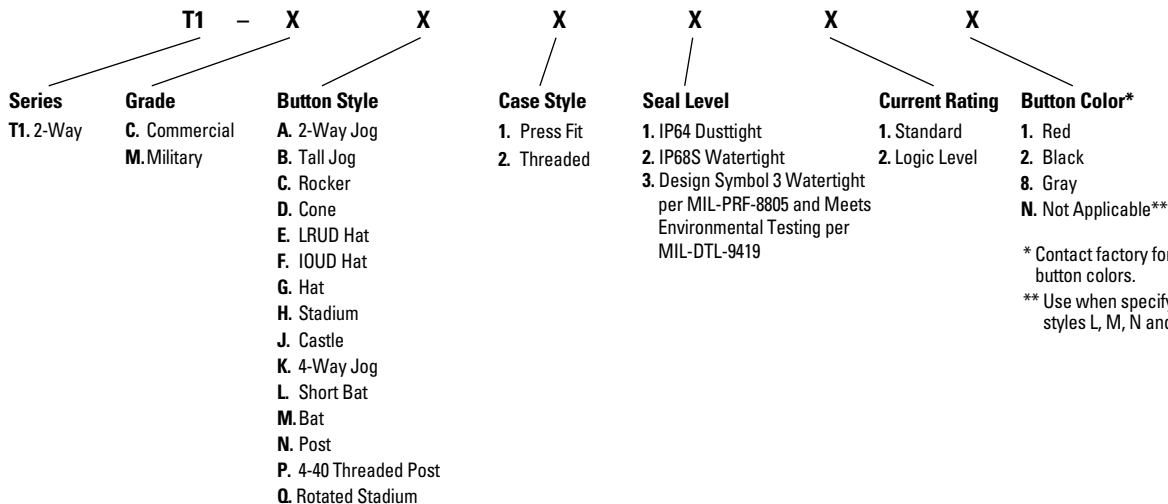 T1 – X X X X X X
Series
T1. 2-Way
Grade
C. Commercial
M. Military
Button Style
A. 2-Way Jog
B. Tall Jog
C. Rocker
D. Cone
E. LRUD Hat
F. IOUD Hat
G. Hat
H. Stadium
J. Castle
K. 4-Way Jog
L. Short Bat
M. Bat
N. Post
P. 4-40 Threaded Post
Q. Rotated Stadium
Case Style
1. Press Fit
2. Threaded
Seal Level
1. IP64 Dusttight
2. IP68S Watertight
3. Design Symbol 3 Watertight
per MIL-PRF-8805 and Meets
Environmental Testing per
MIL-DTL-9419
Current Rating
1. Standard
2. Logic Level
Button Color*
1. Red
2. Black
8. Gray
N. Not Applicable**
* Contact factory for
button colors.
** Use when
styles L, M, N and